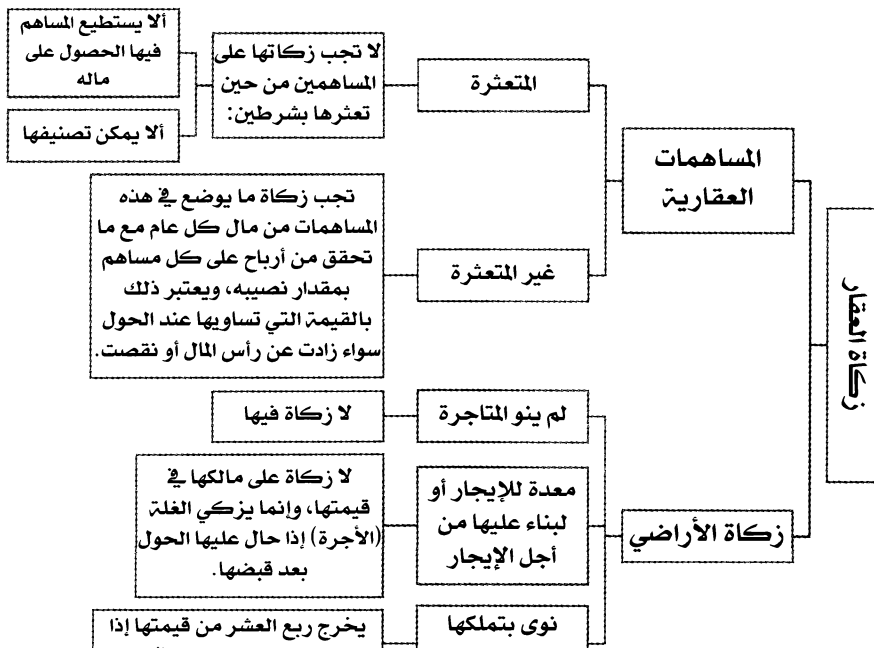 زكاة العقار
المساهمات
العقارية
المتعثرة
لا تجب زكاتها على
المساهمين من حين
تعثرها بشرطين:
ألا يستطيع المساهم
فيها الحصول على
ماله
ألا يمكن تصنيفها
غير المتعثرة
تجب زكاة ما يوضع في هذه
المساهمات من مال كل عام مع ما
تحقق من أرباح على كل مساهم
بمقدار نصيبه، ويعتبر ذلك
بالقيمة التي تساويها عند الحول
سواء زادت عن رأس المال أو نقصت.
زكاة الأراضي
لم ينو المتاجرة
لا زكاة فيها
معدة للإيجار أو
لبناء عليها من
أجل الإيجار
لا زكاة على مالكها في
قيمتها، وإنما يزكي الغلة
(الأجرة) إذا حال عليها الحول
بعد قبضها.
نوى بتملكها
يخرج ربع العشر من قيمتها إذا